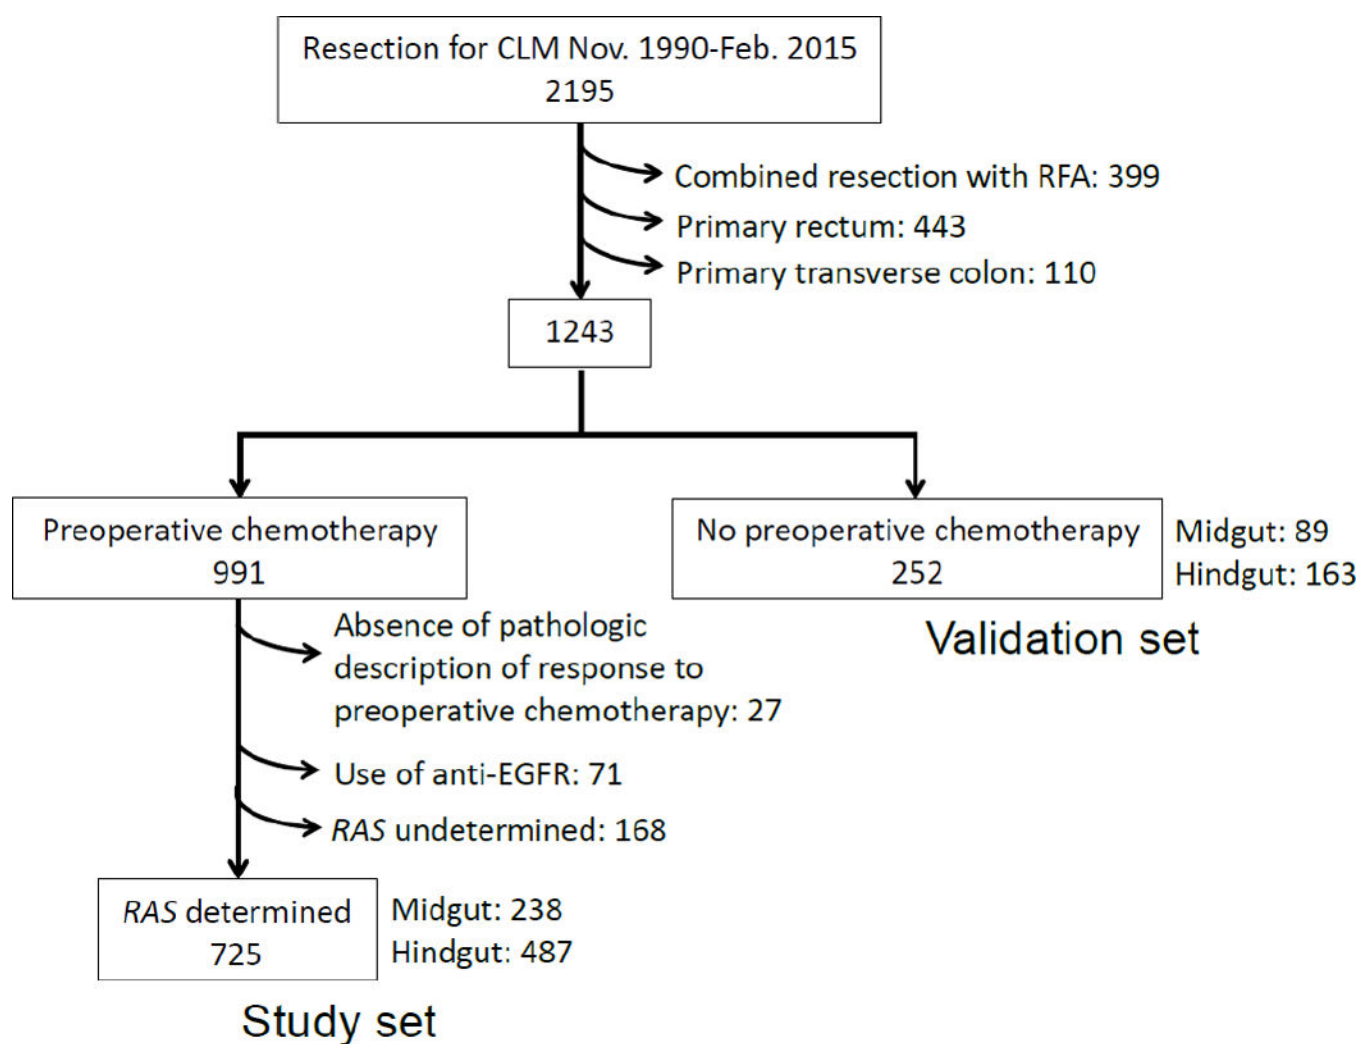 Resection for CLM Nov. 1990-Feb. 2015
2195
Combined resection with RFA: 399
Primary rectum: 443
Primary transverse colon: 110
1243
Preoperative chemotherapy
991
No preoperative chemotherapy
252
Midgut: 89
Hindgut: 163
Validation set
Absence of pathologic
description of response to
preoperative chemotherapy: 27
Use of anti-EGFR: 71
RAS undetermined: 168
RAS determined
725
Midgut: 238
Hindgut: 487
Study set